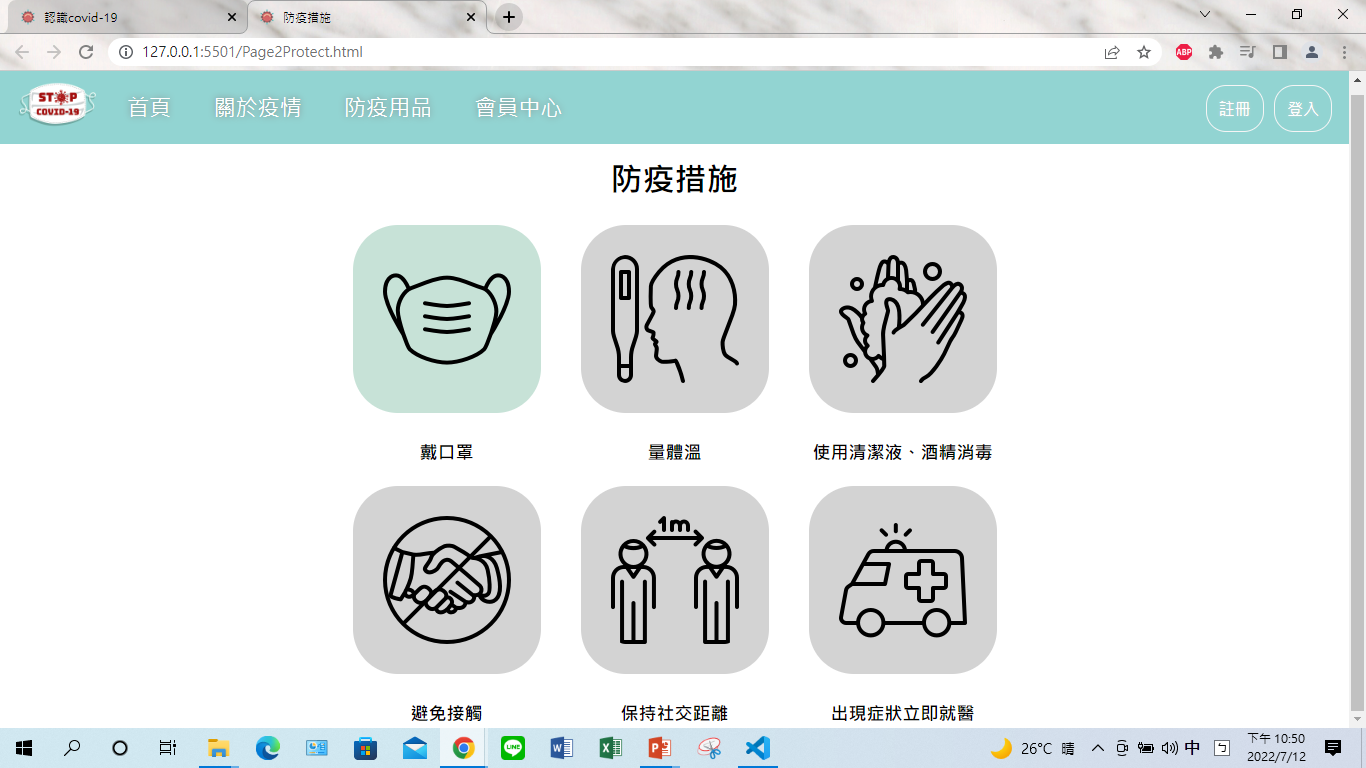 認識covid-19
防疫措施
127.0.0.1:5501/Page2Protect.html
ABP
ST P
COVID-19
首頁
關於疫情
防疫用品
會員中心
註冊
登入
防疫措施
戴口罩
量體溫
使用清潔液、酒精消毒
1m
避免接觸
保持社交距離
出現症狀立即就醫
LINE
26°C 晴
中
ㄅ
下午 10:50
2022/7/12